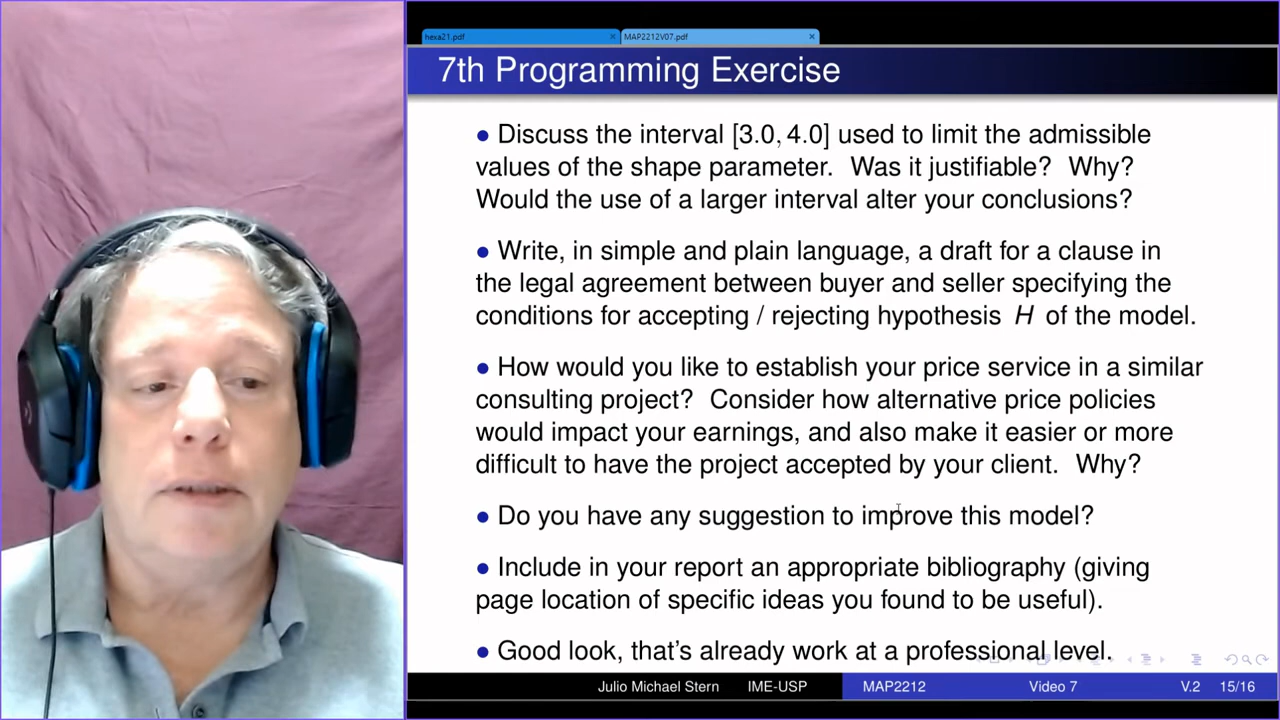 hexa21.pdf × MAP2212V07.pdf ×
7th Programming Exercise
• Discuss the interval [3.0, 4.0] used to limit the admissible
values of the shape parameter. Was it justifiable? Why?
Would the use of a larger interval alter your conclusions?
• Write, in simple and plain language, a draft for a clause in
the legal agreement between buyer and seller specifying the
conditions for accepting / rejecting hypothesis H of the model.
• How would you like to establish your price service in a similar
consulting project? Consider how alternative price policies
would impact your earnings, and also make it easier or more
difficult to have the project accepted by your client. Why?
• Do you have any suggestion to improve this model?
• Include in your report an appropriate bibliography (giving
page location of specific ideas you found to be useful).
• Good look, that's already work at a professional level.
Julio Michael Stern IME-USP MAP2212 Video 7 V.2 15/16